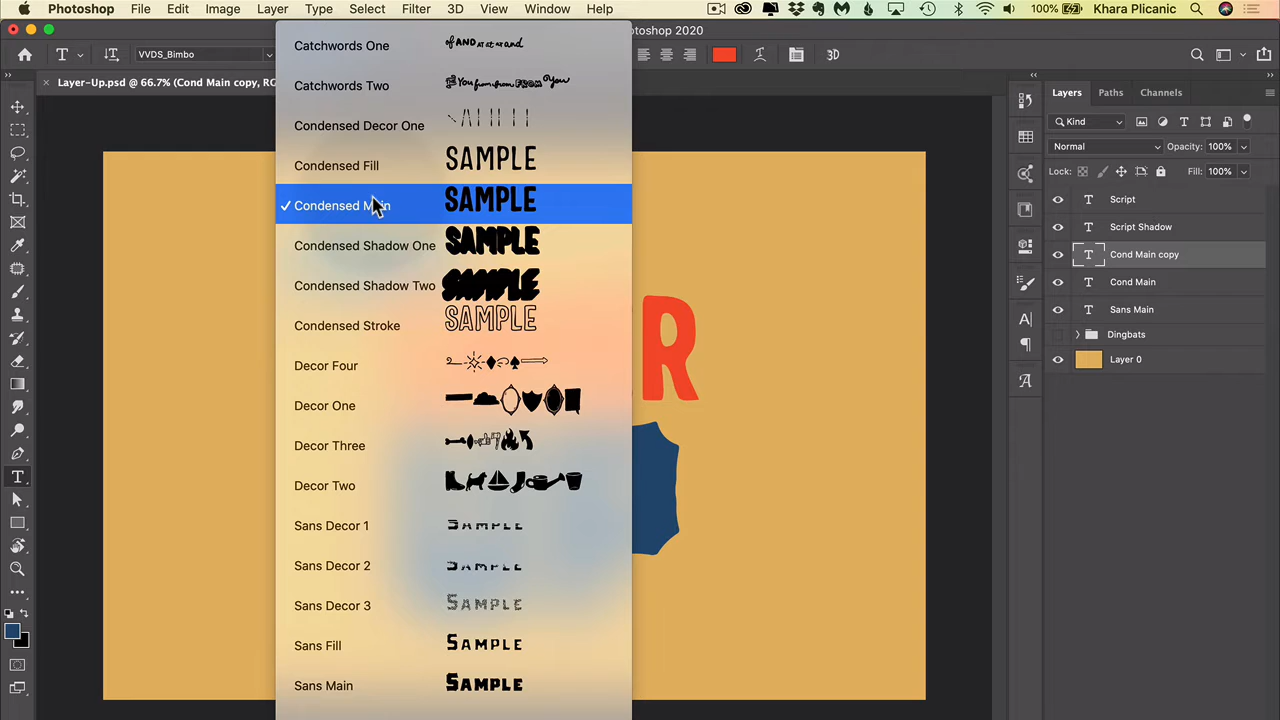 Photoshop File Edit Image Layer Type Select Filter 3D View Window Help 100% Khara Plicanic
T VVDS_Bimbo 3D
toshop 2020
× Layer-Up.psd @ 66.7% (Cond Main copy, RG
Catchwords One
Catchwords Two
Condensed Decor One
Condensed Fill SAMPLE
✓ Condensed Main SAMPLE
Condensed Shadow One SAMPLE
Condensed Shadow Two SAMPLE
Condensed Stroke SAMPLE
Decor Four
Decor One
Decor Three
Decor Two
Sans Decor 1 SAMPLE
Sans Decor 2 SAMPLE
Sans Decor 3 SAMPLE
Sans Fill SAMPLE
Sans Main SAMPLE
R
Layers Paths Channels
Kind
Normal Opacity: 100%
Lock: Fill: 100%
T Script
T Script Shadow
T Cond Main copy
T Cond Main
T Sans Main
Dingbats
Layer 0